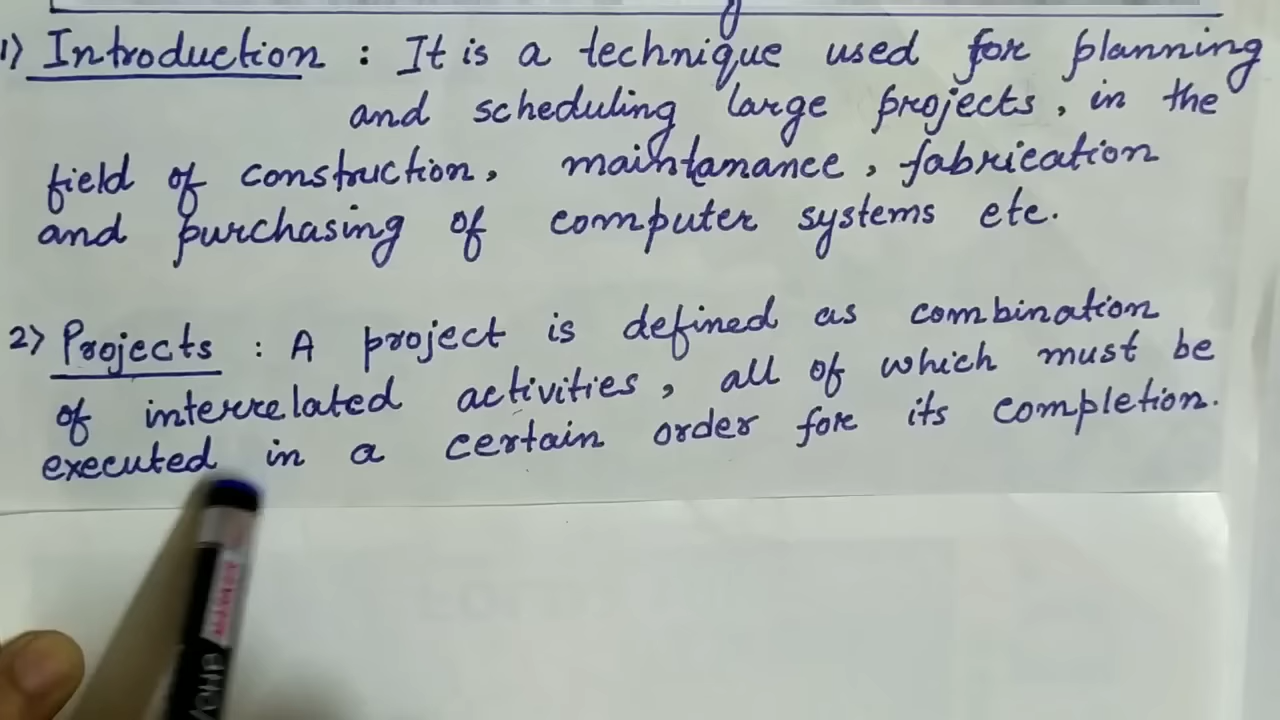 1) Introduction : It is a technique used for planning
and scheduling large projects, in the
field of construction, maintamance, fabrication
and purchasing of computer systems etc.
2) Projects : A project is defined as combination
of interrelated activities, all of which must be
executed in a certain order for its completion.